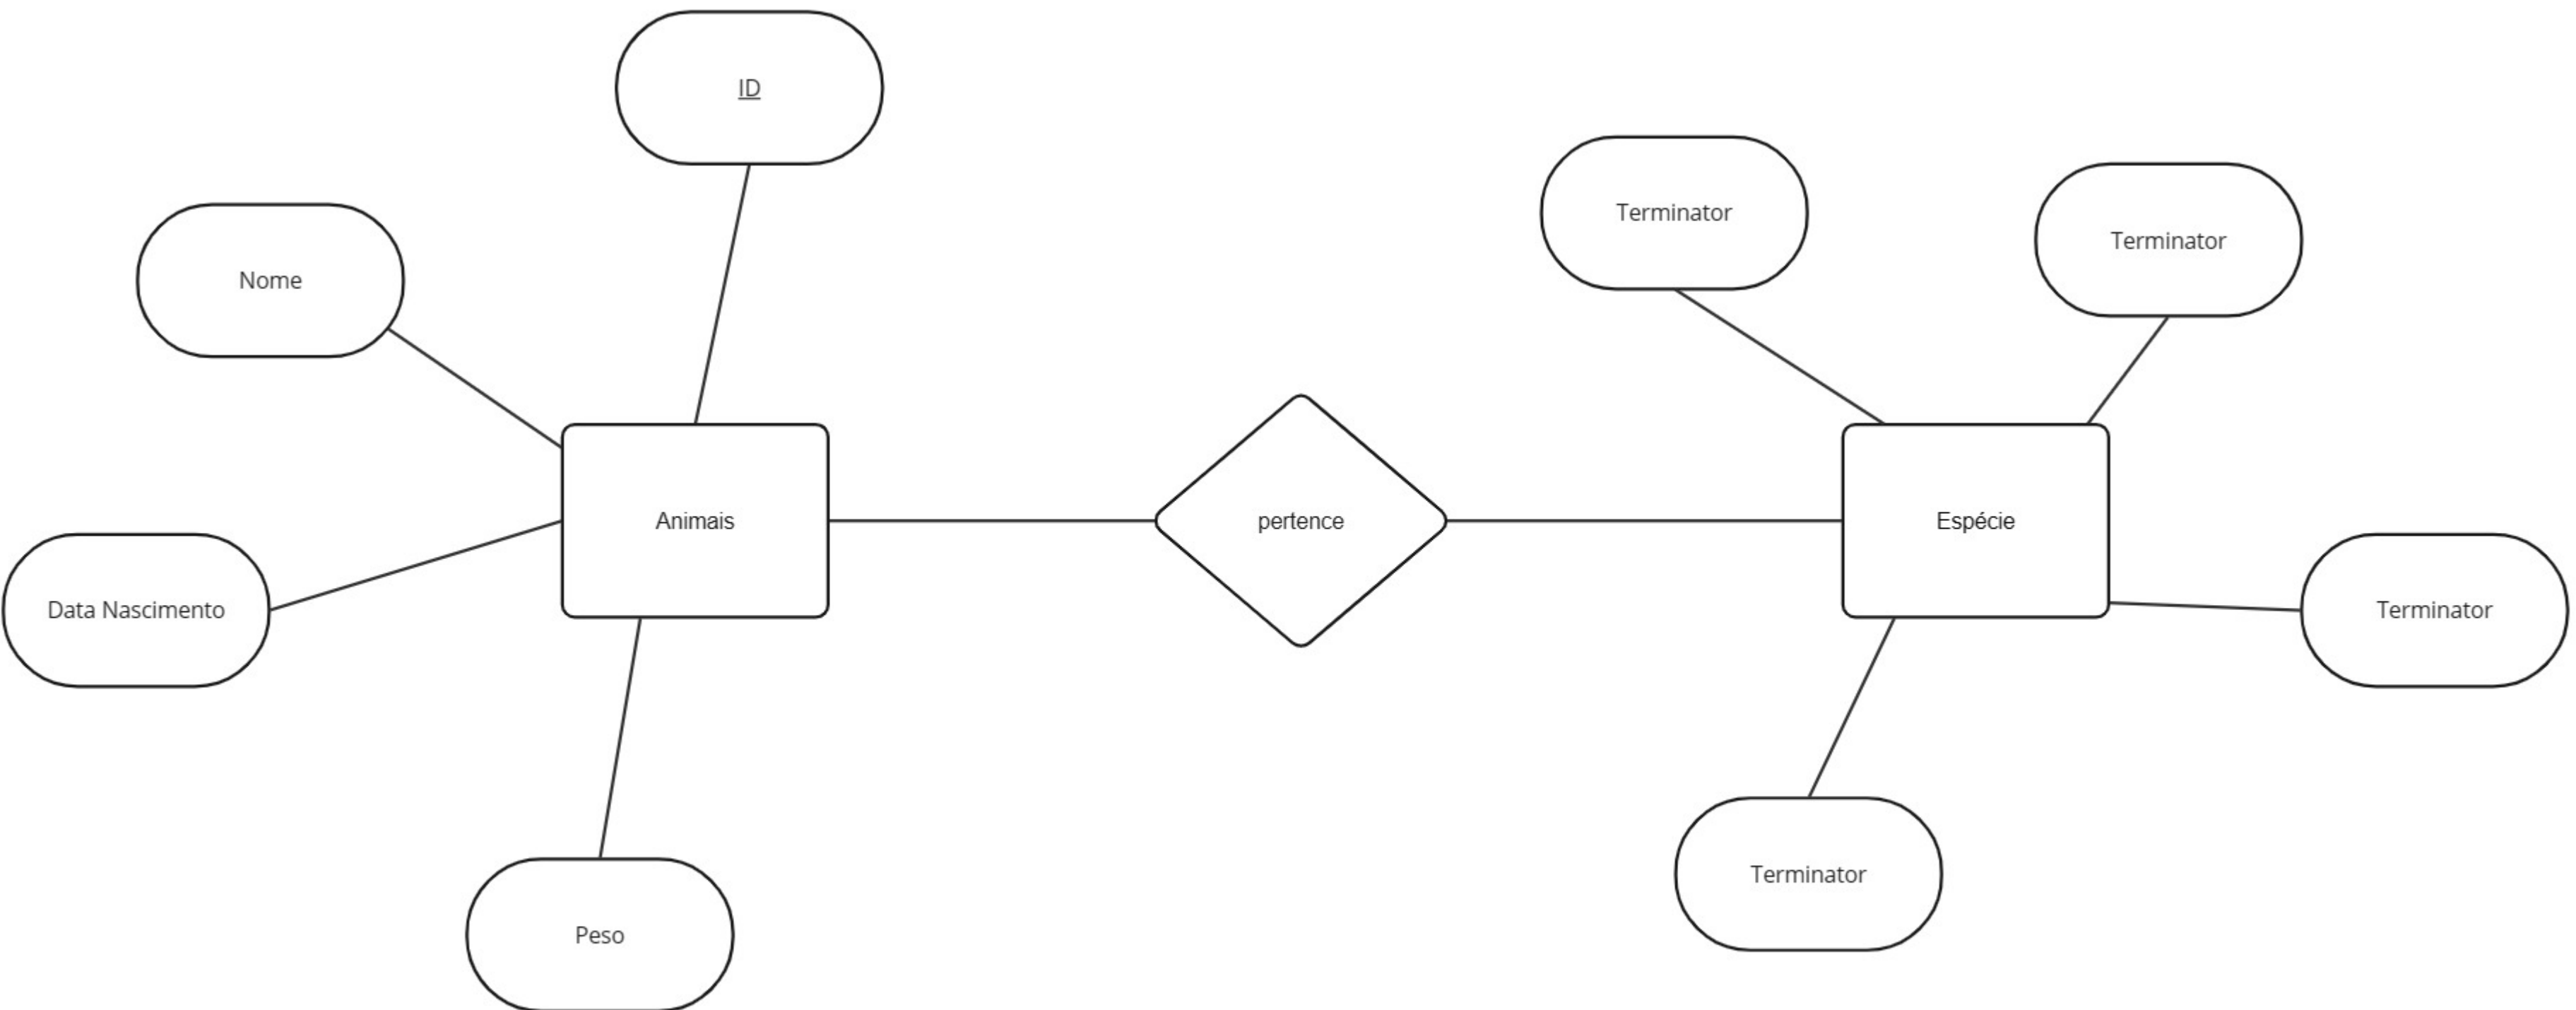 ID
Terminator
Terminator
Nome
Animais
pertence
Espécie
Data Nascimento
Terminator
Terminator
Peso